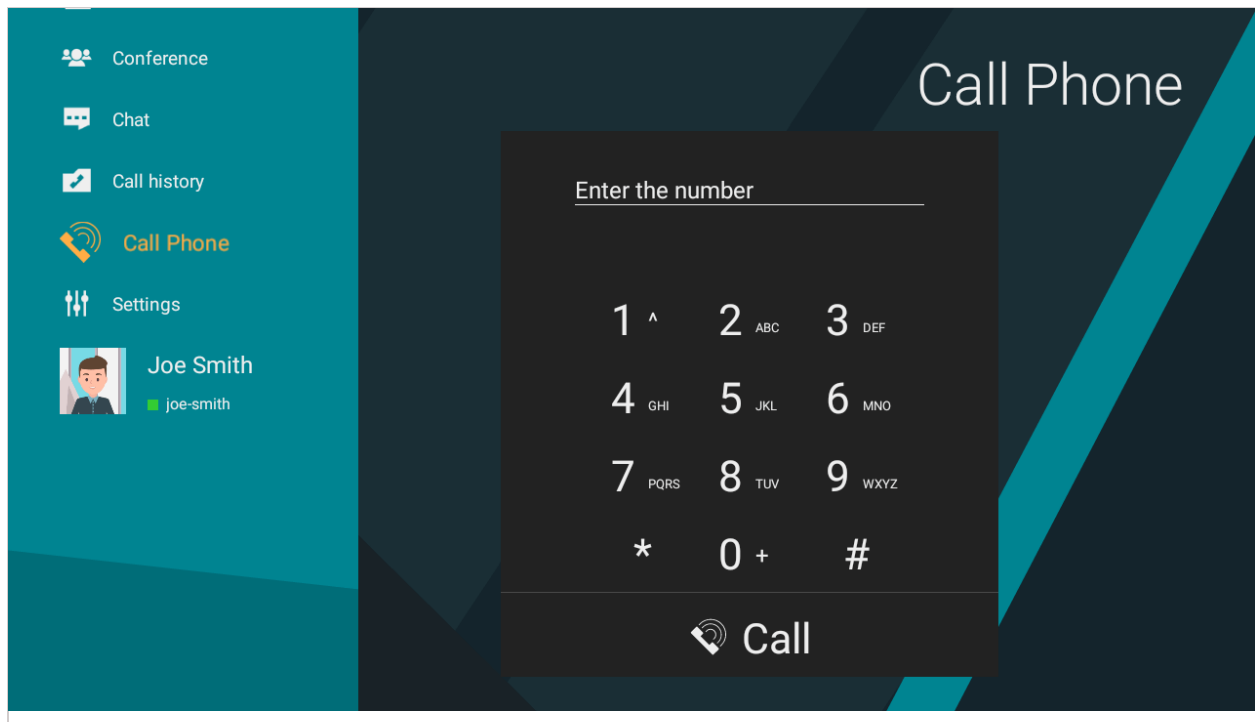 Conference
Chat
Call history
Call Phone
Settings
Joe Smith
joe-smith
Call Phone
Enter the number
1 ^ 2 ABC 3 DEF
4 GHI 5 JKL 6 MNO
7 PQRS 8 TUV 9 WXYZ
* 0 + #
Call